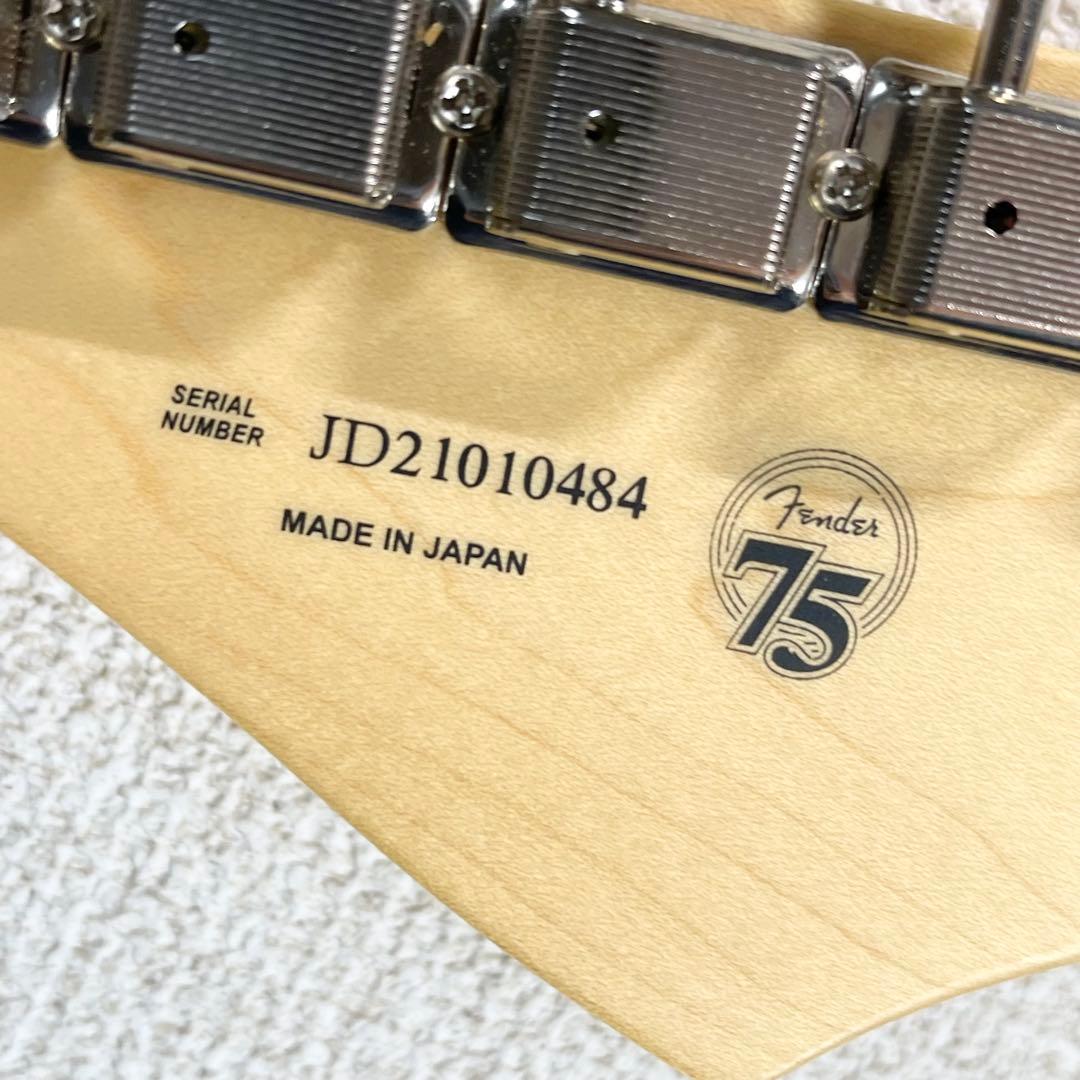 SERIAL
NUMBER
JD21010484
MADE IN JAPAN
Fender
75